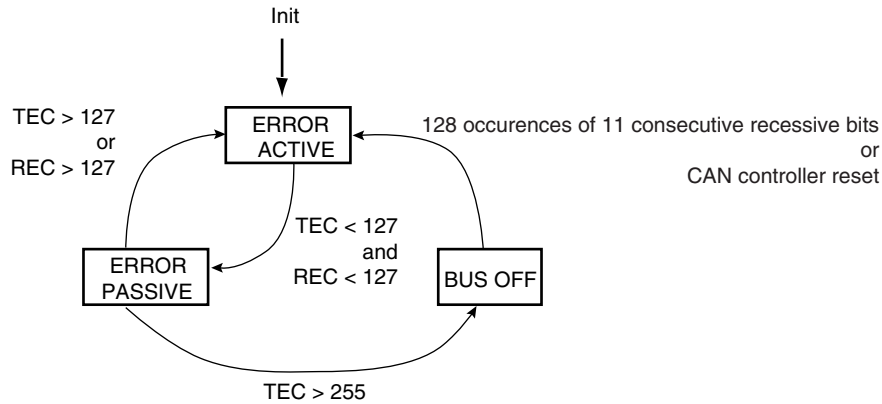 Init
TEC > 127
or
REC > 127
ERROR
ACTIVE
128 occurences of 11 consecutive recessive bits
or
CAN controller reset
TEC < 127
and
REC < 127
ERROR
PASSIVE
BUS OFF
TEC > 255